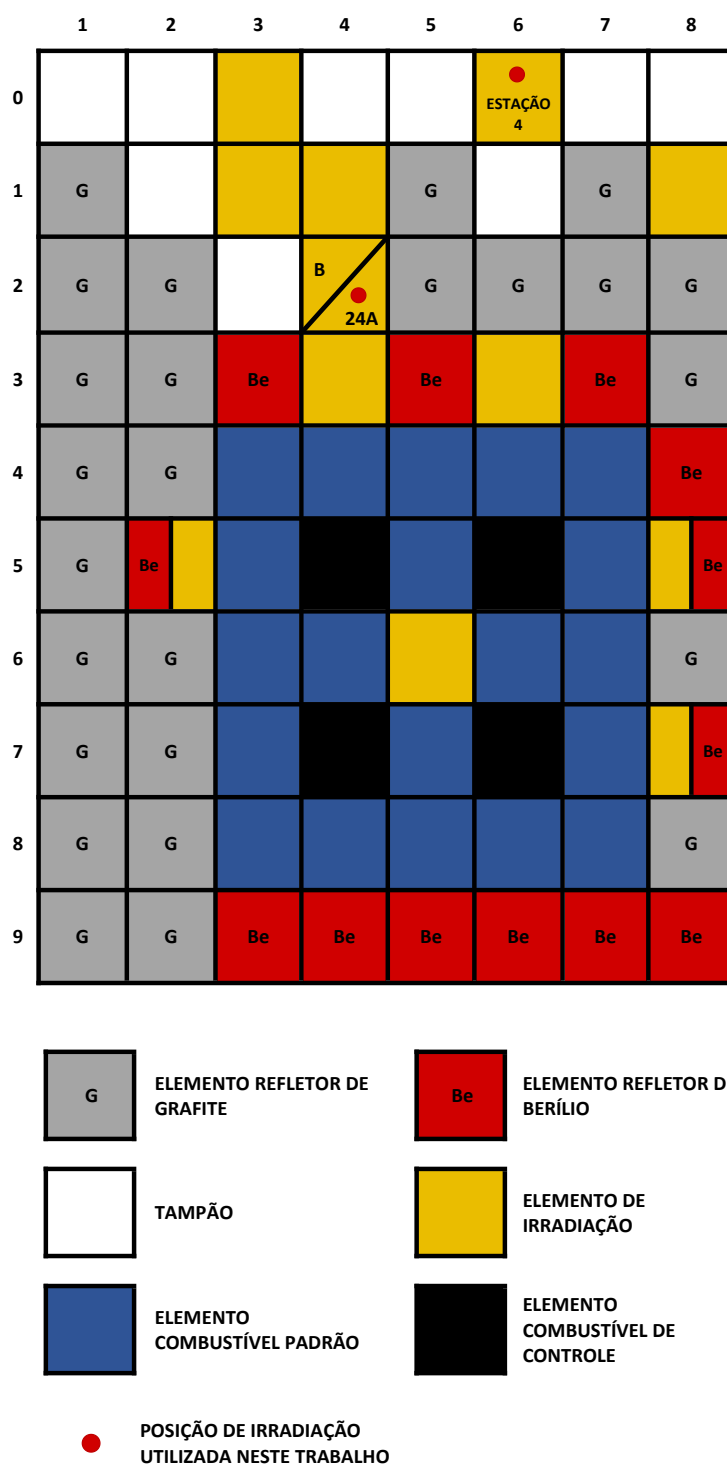 1 2 3 4 5 6 7 8
0 ESTAÇÃO
4
1 G G G
2 G G B 24A G G G G
3 G G Be Be Be G
4 G G Be
5 G Be Be
6 G G G
7 G G Be
8 G G G
9 G G Be Be Be Be Be Be
G ELEMENTO REFLETOR DE
GRAFITE
Be ELEMENTO REFLETOR D
BERÍLIO
TAMPÃO
ELEMENTO DE
IRRADIAÇÃO
ELEMENTO
COMBUSTÍVEL PADRÃO
ELEMENTO
COMBUSTÍVEL DE
CONTROLE
POSIÇÃO DE IRRADIAÇÃO
UTILIZADA NESTE TRABALHO